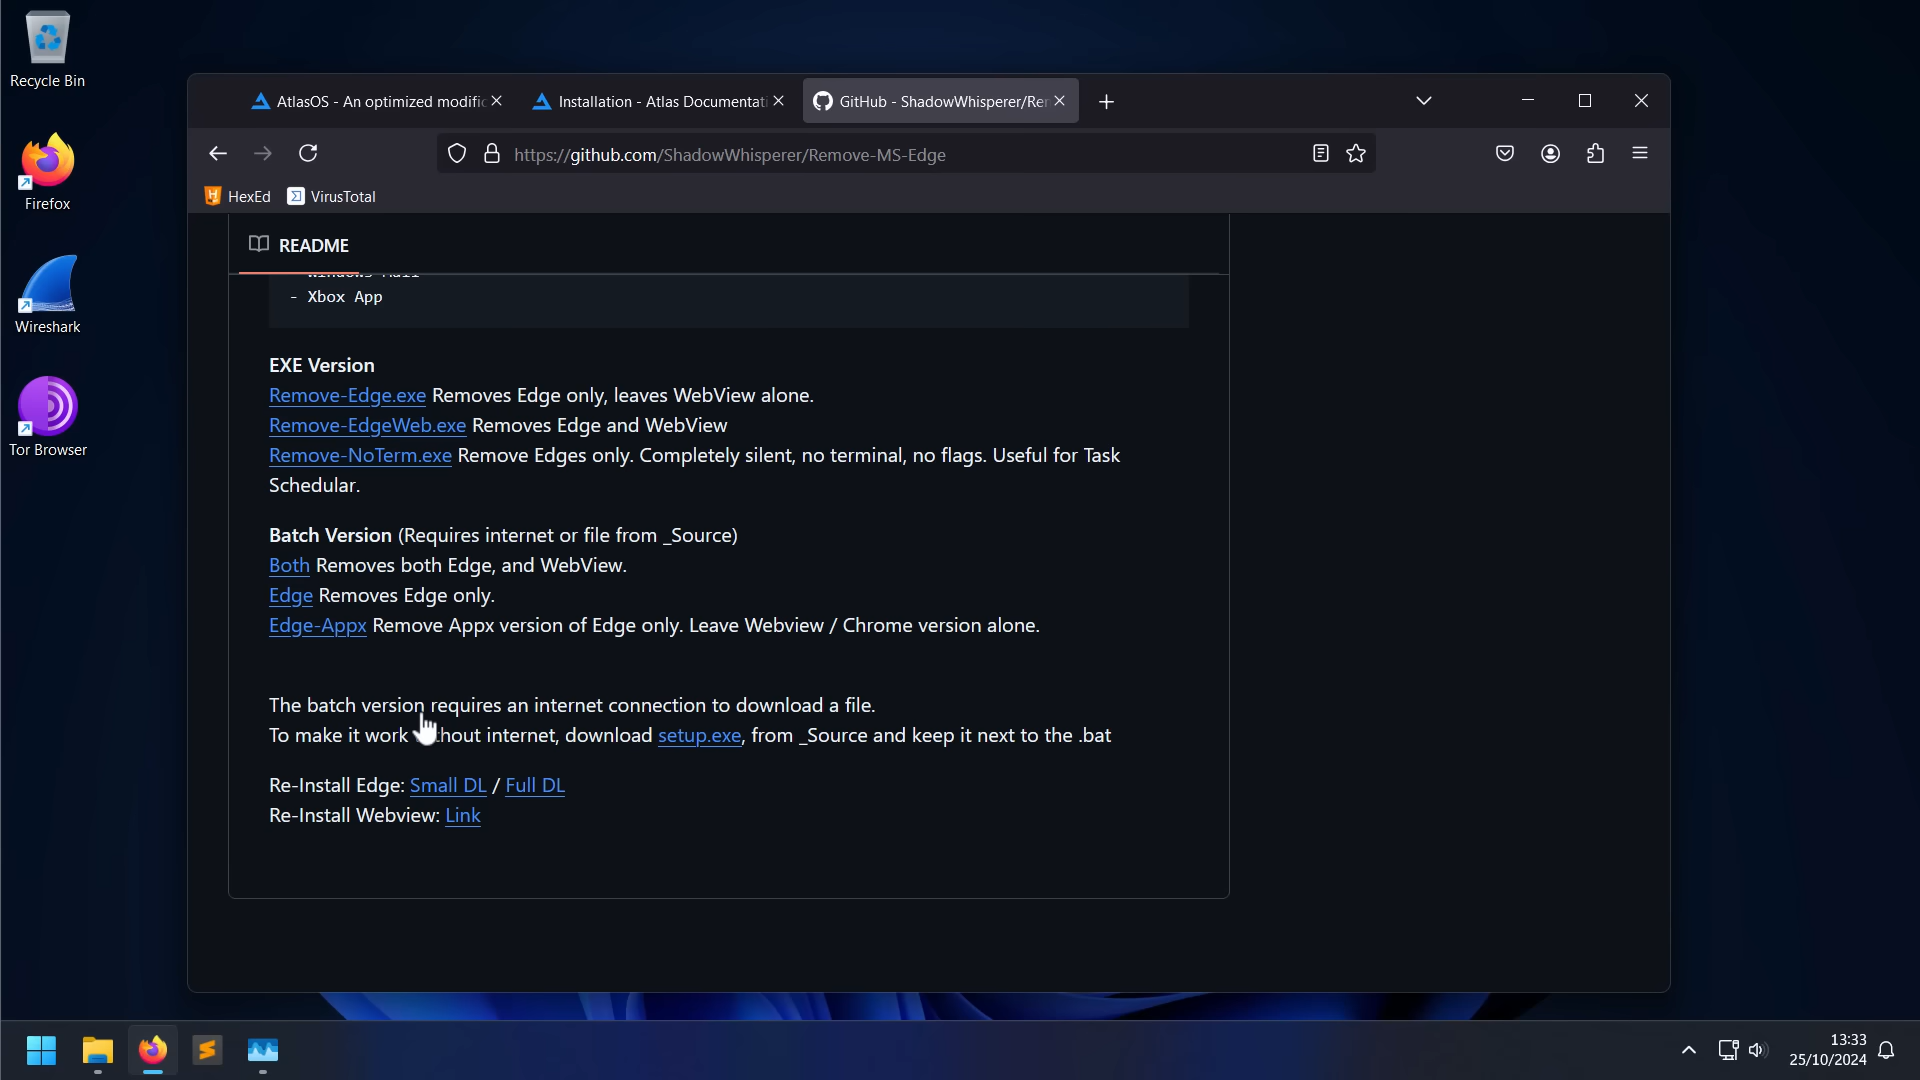 Recycle Bin
Firefox
Wireshark
Tor Browser
AtlasOS - An optimized modific
Installation - Atlas Documentati
GitHub - ShadowWhisperer/Rer
https://github.com/ShadowWhisperer/Remove-MS-Edge
HexEd
VirusTotal
README
- Xbox App
EXE Version
Remove-Edge.exe Removes Edge only, leaves WebView alone.
Remove-EdgeWeb.exe Removes Edge and WebView
Remove-NoTerm.exe Remove Edges only. Completely silent, no terminal, no flags. Useful for Task
Schedular.
Batch Version (Requires internet or file from _Source)
Both Removes both Edge, and WebView.
Edge Removes Edge only.
Edge-Appx Remove Appx version of Edge only. Leave Webview / Chrome version alone.
The batch version requires an internet connection to download a file.
To make it work hout internet, download setup.exe, from _Source and keep it next to the .bat
Re-Install Edge: Small DL / Full DL
Re-Install Webview: Link
13:33
25/10/2024